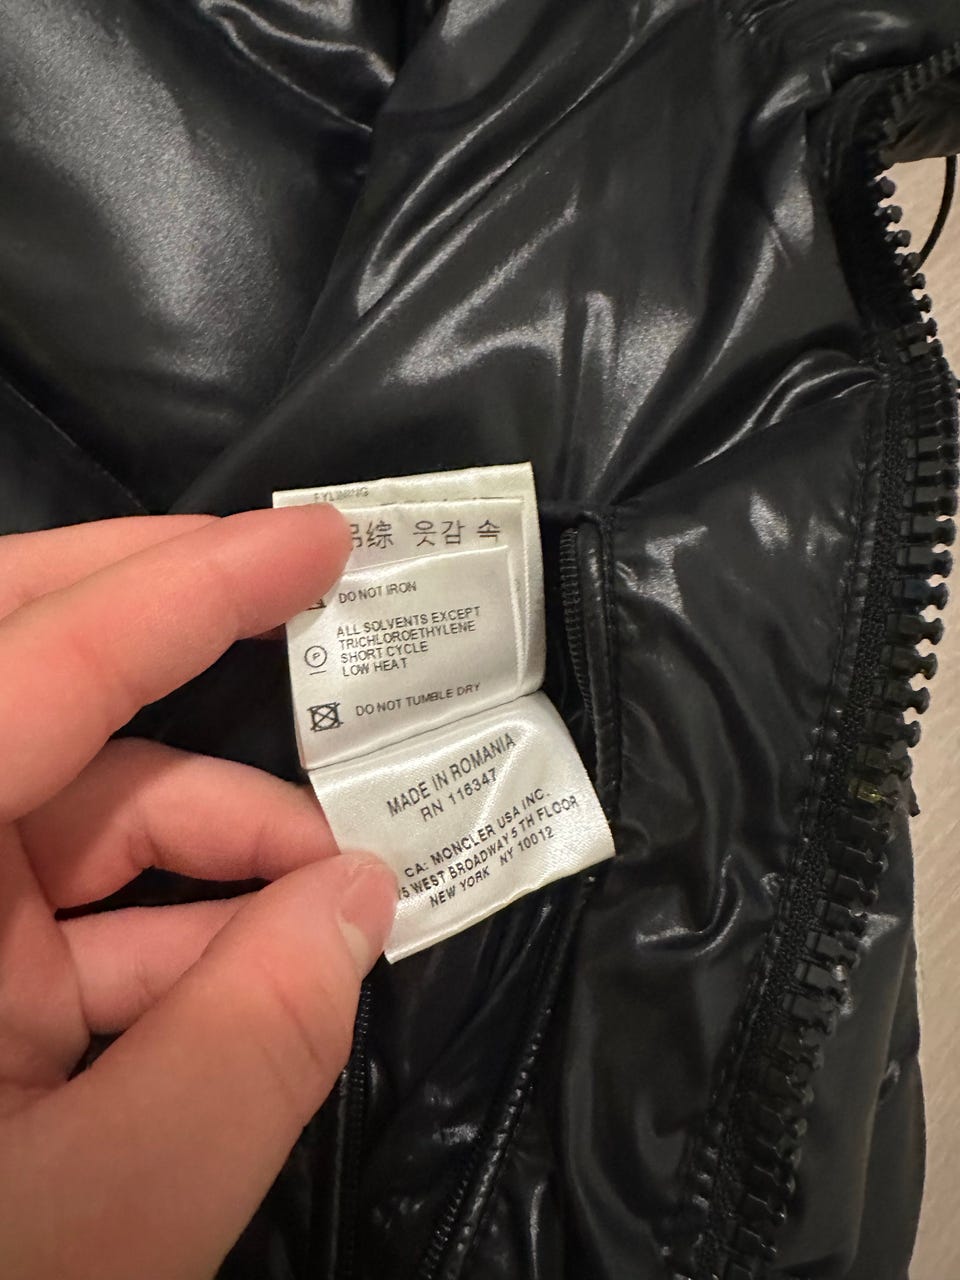 综 웃감 속
DO NOT IRON
ALL SOLVENTS EXCEPT
TRICHLOROETHYLENE
SHORT CYCLE
LOW HEAT
P
DO NOT TUMBLE DRY
MADE IN ROMANIA
RN 116347
CA: MONCLER USA INC.
WEST BROADWAY 5 TH FLOOR
NEW YORK NY 10012